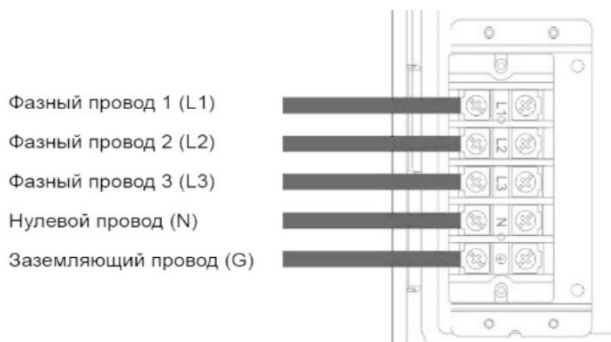 Фазный провод 1 (L1)
L1
Фазный провод 2 (L2)
L2
Фазный провод 3 (L3)
L3
Нулевой провод (N)
N
Заземляющий провод (G)